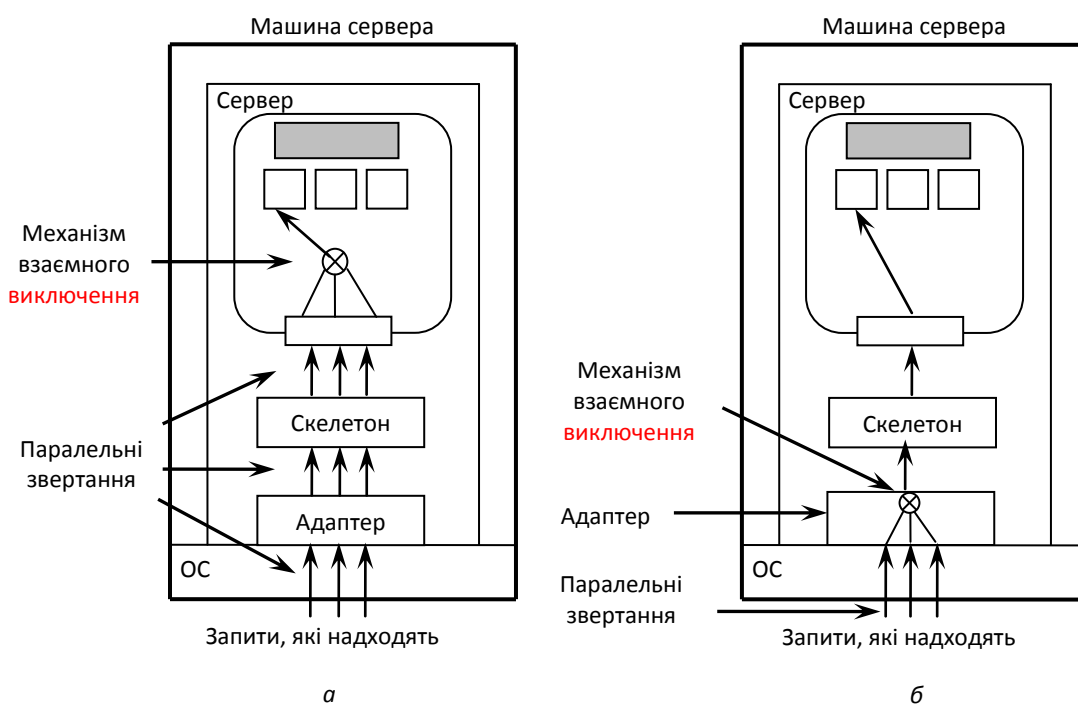 Машина сервера
Сервер
Механізм
взаємного
виключення
Скелетон
Паралельні
звертання
Адаптер
ОС
Запити, які надходять
а
Машина сервера
Сервер
Механізм
взаємного
виключення
Скелетон
Адаптер
ОС
Паралельні
звертання
Запити, які надходять
б